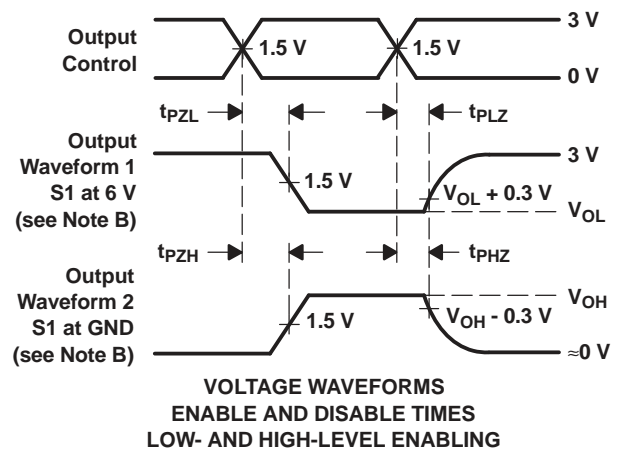 Output
Control
3 V
1.5 V
1.5 V
0 V
tPZL
tPLZ
Output
Waveform 1
S1 at 6 V
(see Note B)
3 V
1.5 V
VOL + 0.3 V
VOL
tPZH
tPHZ
Output
Waveform 2
S1 at GND
(see Note B)
VOH
1.5 V
VOH - 0.3 V
≈0 V
VOLTAGE WAVEFORMS
ENABLE AND DISABLE TIMES
LOW- AND HIGH-LEVEL ENABLING